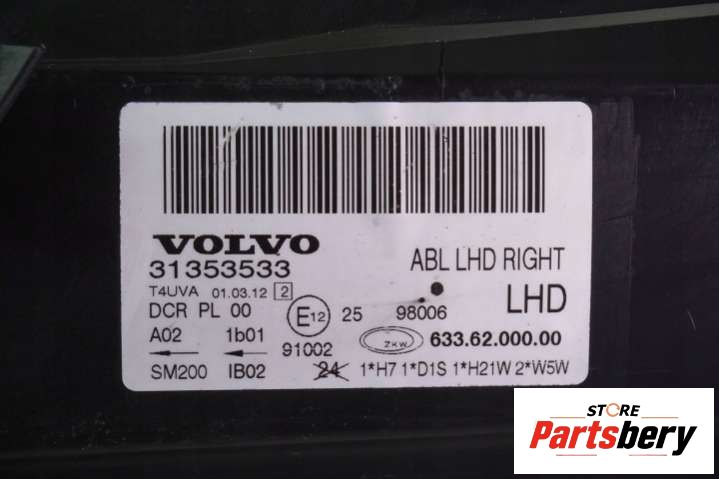 VOLVO
31353533
ABL LHD RIGHT
T4UVA 01.03.12 2
LHD
DCR PL 00
E12 25 98006
A02 1b01
91002
ZKW 633.62.000.00
SM200 IB02
24 1*H7 1*D1S 1*H21W 2*W5W
STORE
Partsbery